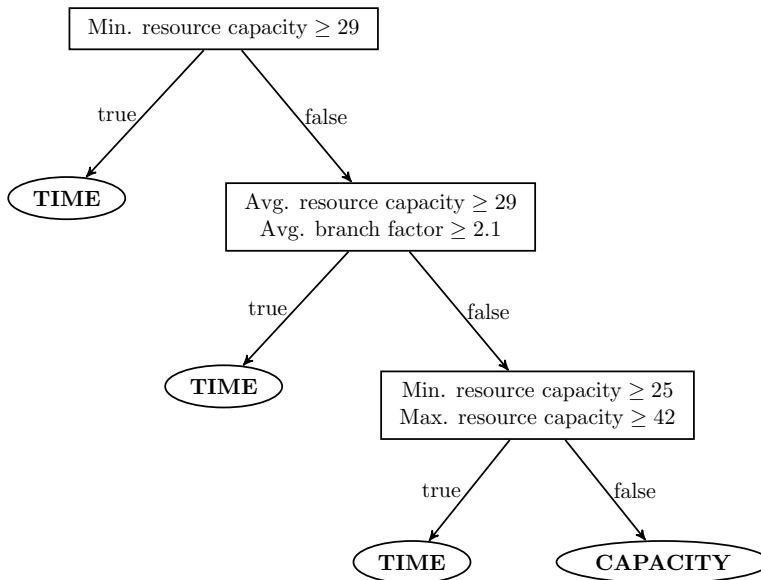 Min. resource capacity ≥ 29
true
false
TIME
Avg. resource capacity ≥ 29
Avg. branch factor ≥ 2.1
true
false
TIME
Min. resource capacity ≥ 25
Max. resource capacity ≥ 42
true
false
TIME
CAPACITY